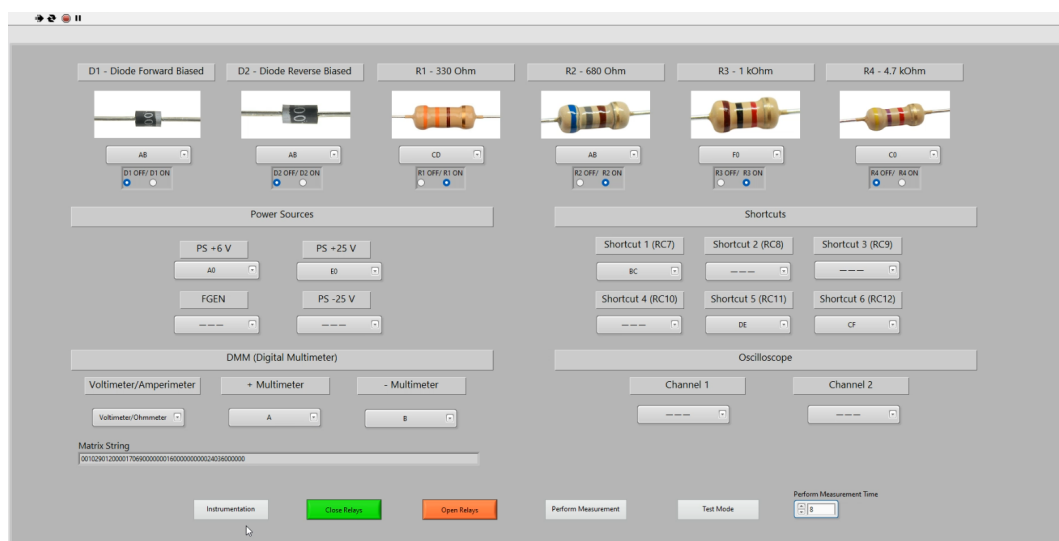 D1 - Diode Forward Biased D2 - Diode Reverse Biased R1 - 330 Ohm R2 - 680 Ohm R3 - 1 kOhm R4 - 4.7 kOhm
AB AB CD AB F0 C0
D1 OFF/ D1 ON D2 OFF/ D2 ON R1 OFF/ R1 ON R2 OFF/ R2 ON R3 OFF/ R3 ON R4 OFF/ R4 ON
Power Sources Shortcuts
PS +6 V PS +25 V Shortcut 1 (RC7) Shortcut 2 (RC8) Shortcut 3 (RC9)
A0 E0 BC --- ---
FGEN PS -25 V Shortcut 4 (RC10) Shortcut 5 (RC11) Shortcut 6 (RC12)
--- --- --- DE CF
DMM (Digital Multimeter) Oscilloscope
Voltimeter/Amperimeter + Multimeter - Multimeter Channel 1 Channel 2
Voltimeter/Ohmmeter A B --- ---
Matrix String
Perform Measurement Time
Instrumentation Close Relays Open Relays Perform Measurement Test Mode 8